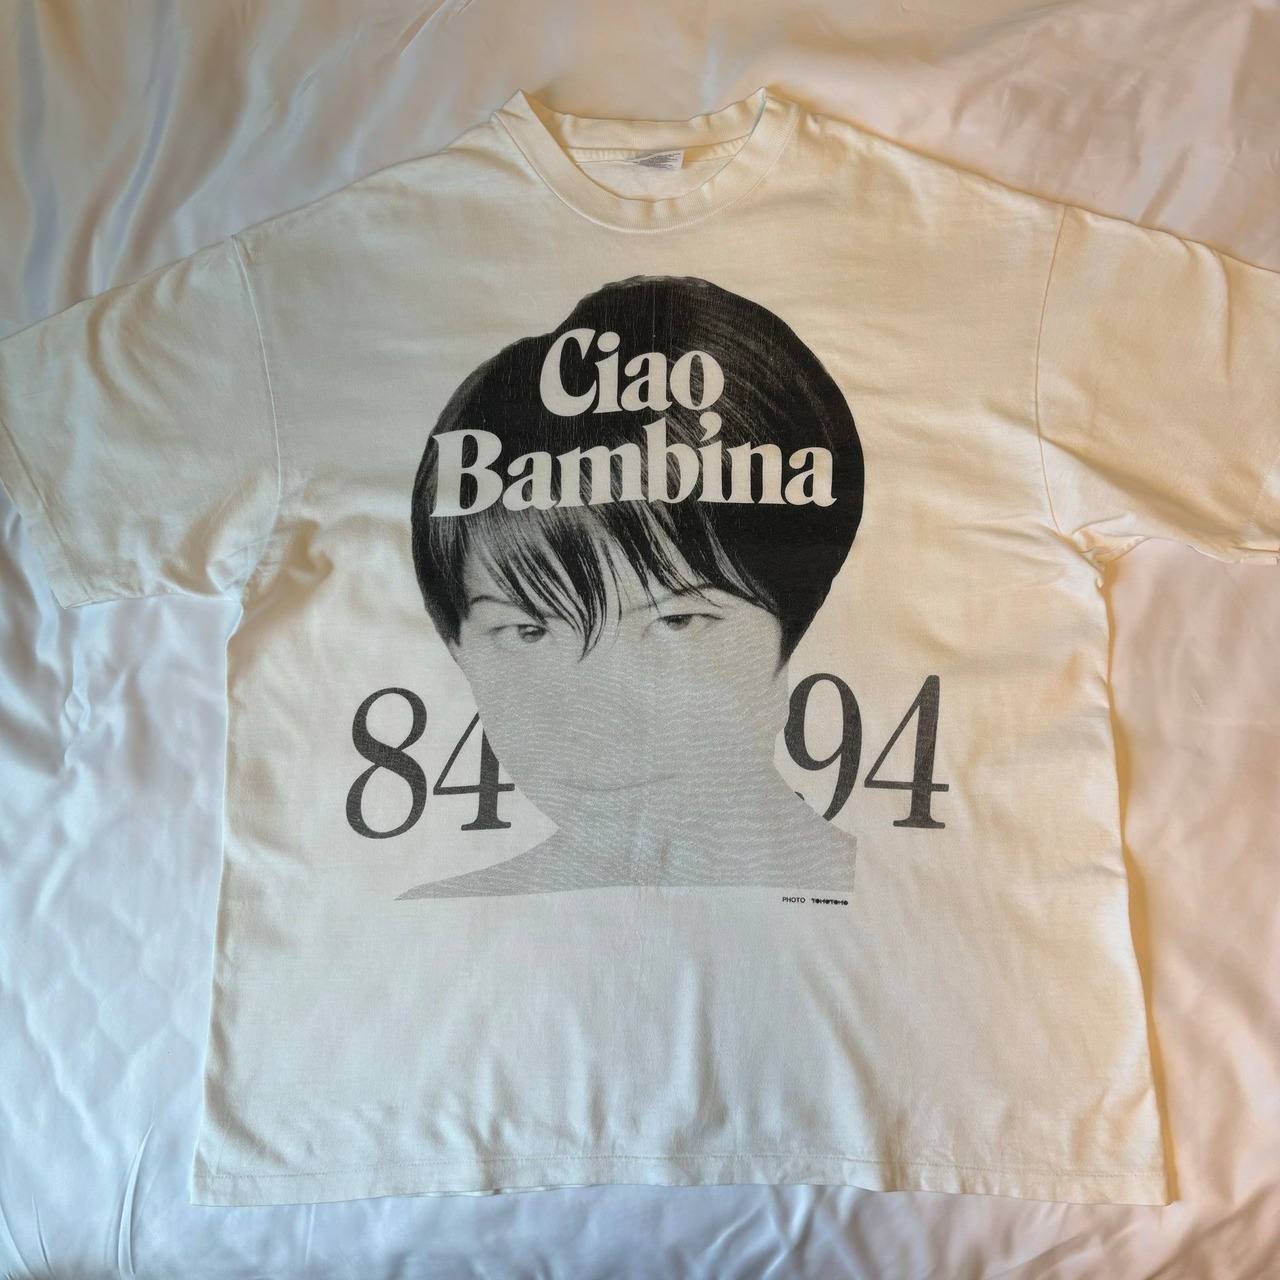 Ciao,
Bambina
84 94
PHOTO TOMOTOMO